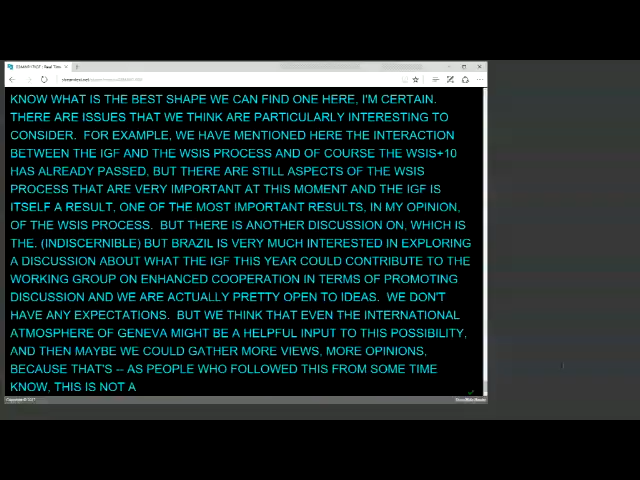 KNOW WHAT IS THE BEST SHAPE WE CAN FIND ONE HERE, I'M CERTAIN.
THERE ARE ISSUES THAT WE THINK ARE PARTICULARLY INTERESTING TO
CONSIDER.  FOR EXAMPLE, WE HAVE MENTIONED HERE THE INTERACTION
BETWEEN THE IGF AND THE WSIS PROCESS AND OF COURSE THE WSIS+10
HAS ALREADY PASSED, BUT THERE ARE STILL ASPECTS OF THE WSIS
PROCESS THAT ARE VERY IMPORTANT AT THIS MOMENT AND THE IGF IS
ITSELF A RESULT, ONE OF THE MOST IMPORTANT RESULTS, IN MY OPINION,
OF THE WSIS PROCESS.  BUT THERE IS ANOTHER DISCUSSION ON, WHICH IS
THE. (INDISCERNIBLE) BUT BRAZIL IS VERY MUCH INTERESTED IN EXPLORING
A DISCUSSION ABOUT WHAT THE IGF THIS YEAR COULD CONTRIBUTE TO THE
WORKING GROUP ON ENHANCED COOPERATION IN TERMS OF PROMOTING
DISCUSSION AND WE ARE ACTUALLY PRETTY OPEN TO IDEAS.  WE DON'T
HAVE ANY EXPECTATIONS.  BUT WE THINK THAT EVEN THE INTERNATIONAL
ATMOSPHERE OF GENEVA MIGHT BE A HELPFUL INPUT TO THIS POSSIBILITY,
AND THEN MAYBE WE COULD GATHER MORE VIEWS, MORE OPINIONS,
BECAUSE THAT'S -- AS PEOPLE WHO FOLLOWED THIS FROM SOME TIME
KNOW, THIS IS NOT A